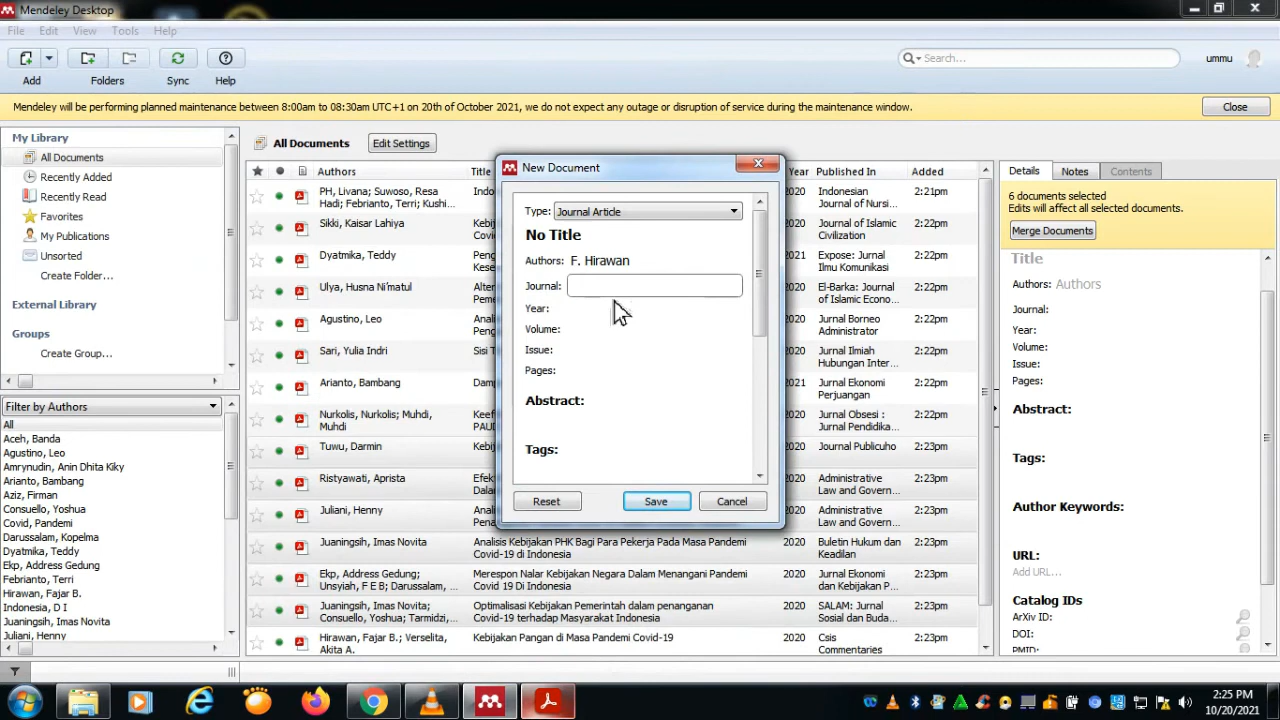 Mendeley Desktop
File Edit View Tools Help
Search...
ummu
Add Folders Sync Help
Mendeley will be performing planned maintenance between 8:00am to 08:30am UTC+1 on 20th of October 2021, we do not expect any outage or disruption of service during the maintenance window.
Close
My Library
All Documents
Recently Added
Recently Read
Favorites
My Publications
Unsorted
Create Folder...
External Library
Groups
Create Group...
Filter by Authors
All
Aceh, Banda
Agustino, Leo
Amrynudin, Anin Dhita Kiky
Arianto, Bambang
Aziz, Firman
Consuello, Yoshua
Covid, Pandemi
Darussalam, Kopelma
Dyatmika, Teddy
Ekp, Address Gedung
Febrianto, Terri
Hirawan, Fajar B.
Indonesia, D I
Juaningsih, Imas Novita
Juliani, Henny
All Documents
Edit Settings
Authors Title Year Published In Added
PH, Livana; Suwoso, Resa
Hadi; Febrianto, Terri; Kushi...
2020 Indonesian
Journal of Nursi...
2:21pm
Sikki, Kaisar Lahiya
2020 Journal of Islamic
Civilization
2:22pm
Dyatmika, Teddy
2020 Jurnal
Ilmu Komunikasi
2:22pm
Ulya, Husna Ni'matul
2020 El-Barka: Journal
of Islamic Econo...
2:22pm
Agustino, Leo
2020 Jurnal Borneo
Administrator
2:22pm
Sari, Yulia Indri
2020 Jurnal Ilmiah
Hubungan Inter...
2:22pm
Arianto, Bambang
2021 Jurnal Ekonomi
Perjuangan
2:22pm
Nurkolis, Nurkolis; Muhdi,
Muhdi
2020 Jurnal Obsesi :
Jurnal Pendidika...
2:22pm
Tuwu, Darmin
2020 Journal Publicuho
2:23pm
Ristyawati, Aprista
2020 Administrative
Law and Govern...
2:23pm
Juliani, Henny
2020 Administrative
Law and Govern...
2:23pm
Juaningsih, Imas Novita
Analisis Kebijakan PHK Bagi Para Pekerja Pada Masa Pandemi
Covid-19 di Indonesia
2020 Buletin Hukum dan
Keadilan
2:23pm
Ekp, Address Gedung;
Unsyiah, F E B; Darussalam, ...
Merespon Nalar Kebijakan Negara Dalam Menangani Pandemi
Covid 19 Di Indonesia
2020 Jurnal Ekonomi
dan Kebijakan P...
2:23pm
Juaningsih, Imas Novita;
Consuello, Yoshua; Tarmidzi,...
Optimalisasi Kebijakan Pemerintah dalam penanganan
Covid-19 terhadap Masyarakat Indonesia
2020 SALAM: Jurnal
Sosial dan Buda...
2:23pm
Hirawan, Fajar B.; Verselita,
Akita A.
Kebijakan Pangan di Masa Pandemi Covid-19
2020 Csis
Commentaries
2:23pm
New Document
Type: Journal Article
No Title
Authors: F. Hirawan
Journal:
Year:
Volume:
Issue:
Pages:
Abstract:
Tags:
Reset Save Cancel
Details Notes Contents
6 documents selected
Edits will affect all selected documents.
Merge Documents
Title
Authors: Authors
Journal:
Year:
Volume:
Issue:
Pages:
Abstract:
Tags:
Author Keywords:
URL:
Add URL...
Catalog IDs
ArXiv ID:
DOI:
PMID:
2:25 PM
10/20/2021